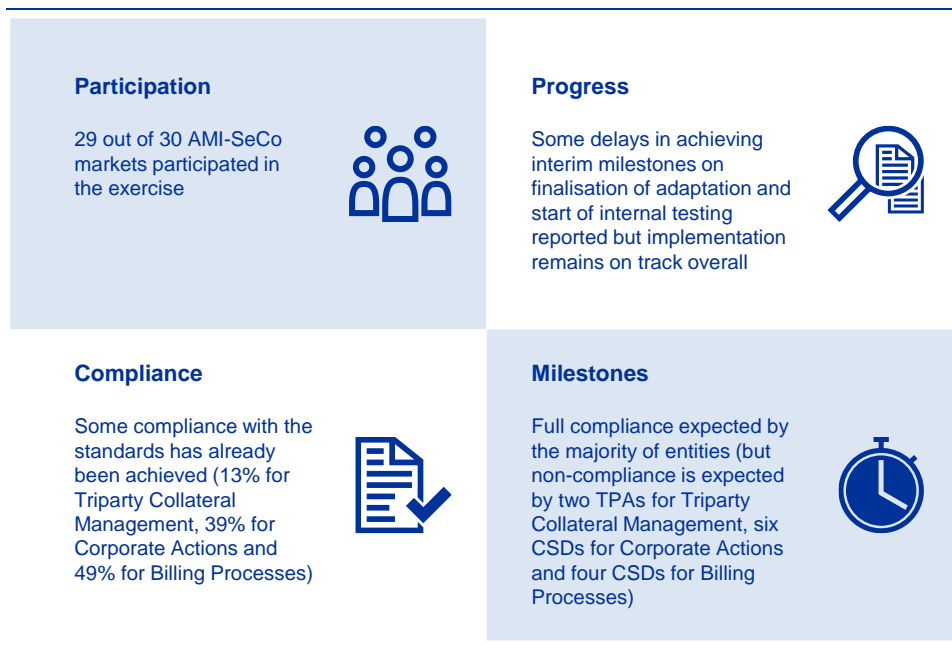 Participation
29 out of 30 AMI-SeCo
markets participated in
the exercise
Progress
Some delays in achieving
interim milestones on
finalisation of adaptation and
start of internal testing
reported but implementation
remains on track overall
Compliance
Some compliance with the
standards has already
been achieved (13% for
Triparty Collateral
Management, 39% for
Corporate Actions and
49% for Billing Processes)
Milestones
Full compliance expected by
the majority of entities (but
non-compliance is expected
by two TPAs for Triparty
Collateral Management, six
CSDs for Corporate Actions
and four CSDs for Billing
Processes)